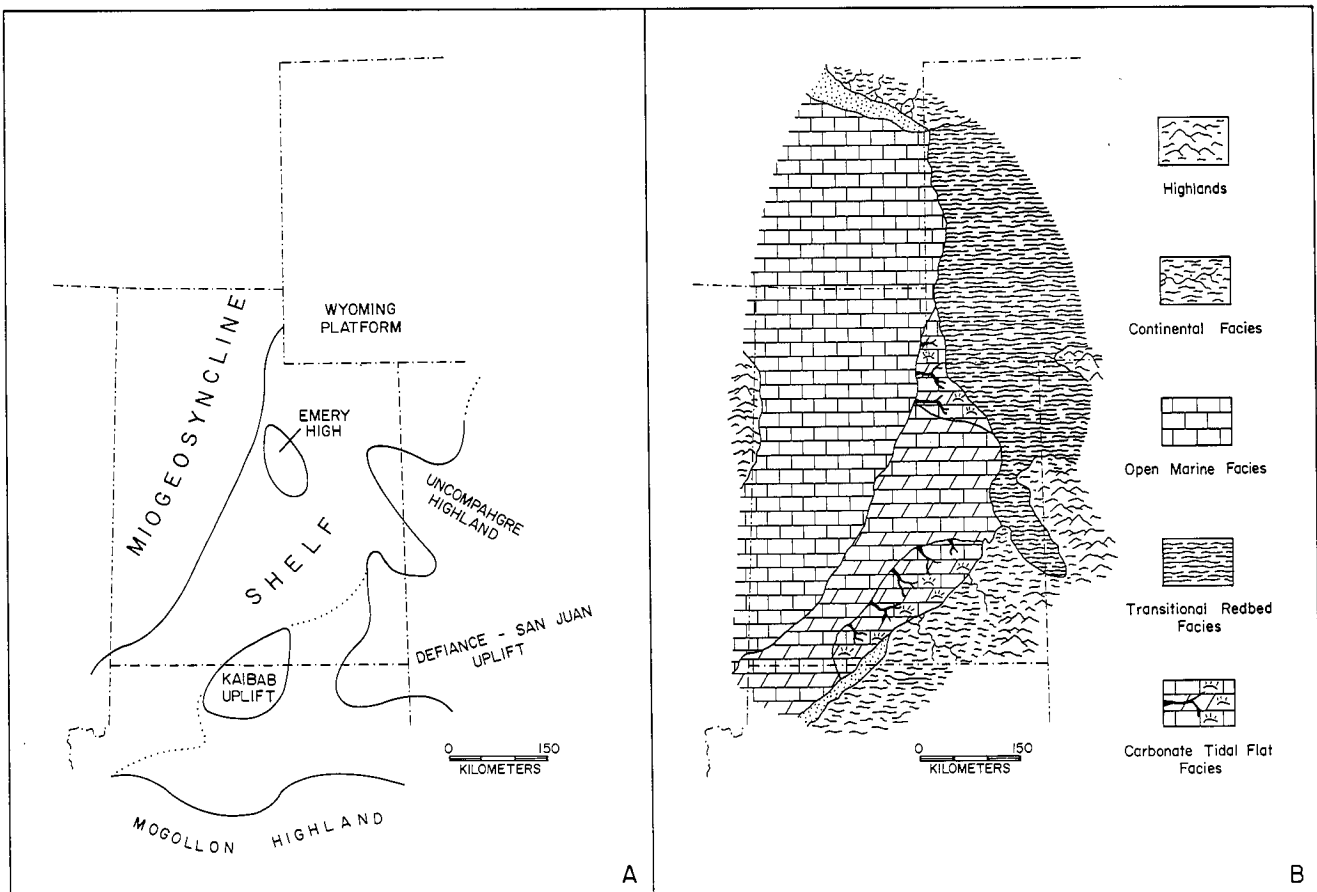 MIOGEOSYNCLINE
WYOMING
PLATFORM
EMERY
HIGH
UNCOMPAHGRE
HIGHLAND
SHELF
DEFIANCE - SAN JUAN
UPLIFT
KAIBAB
UPLIFT
0 150
KILOMETERS
MOGOLLON HIGHLAND
A
Highlands
Continental Facies
Open Marine Facies
Transitional Redbed
Facies
Carbonate Tidal Flat
Facies
0 150
KILOMETERS
B